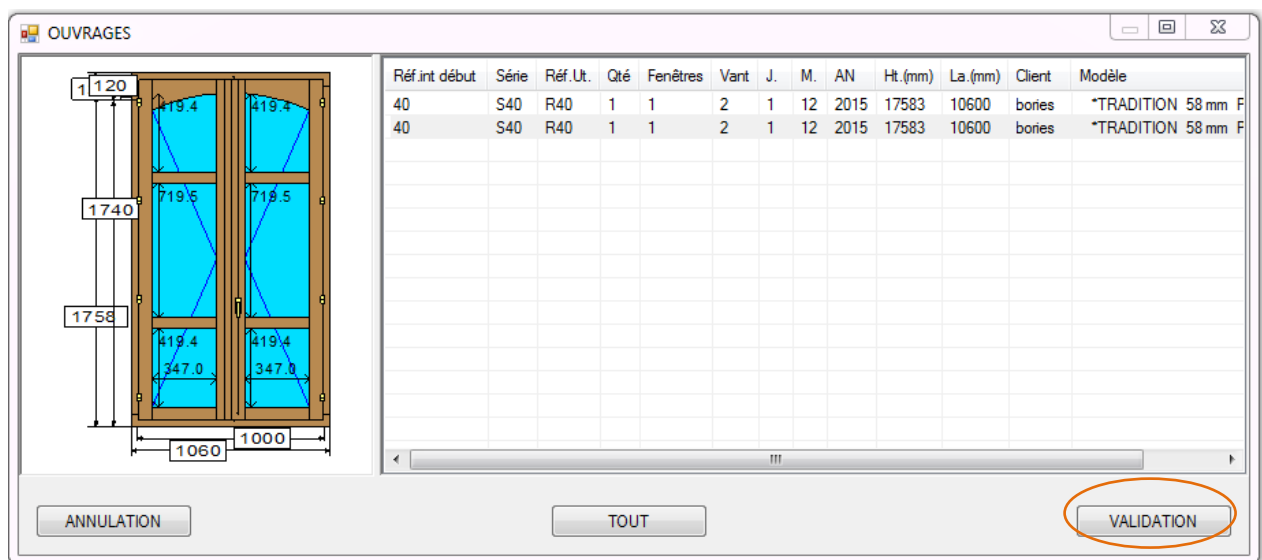 OUVRAGES
Réf.int début Série Réf.Ut. Qté Fenêtres Vant J. M. AN Ht.(mm) La.(mm) Client Modèle
40 S40 R40 1 1 2 1 12 2015 17583 10600 bories *TRADITION 58 mm F
40 S40 R40 1 1 2 1 12 2015 17583 10600 bories *TRADITION 58 mm F
1 120
419.4 419.4
719.5 719.5
1740
1758
419.4 419.4
347.0 347.0
1000
1060
ANNULATION TOUT VALIDATION